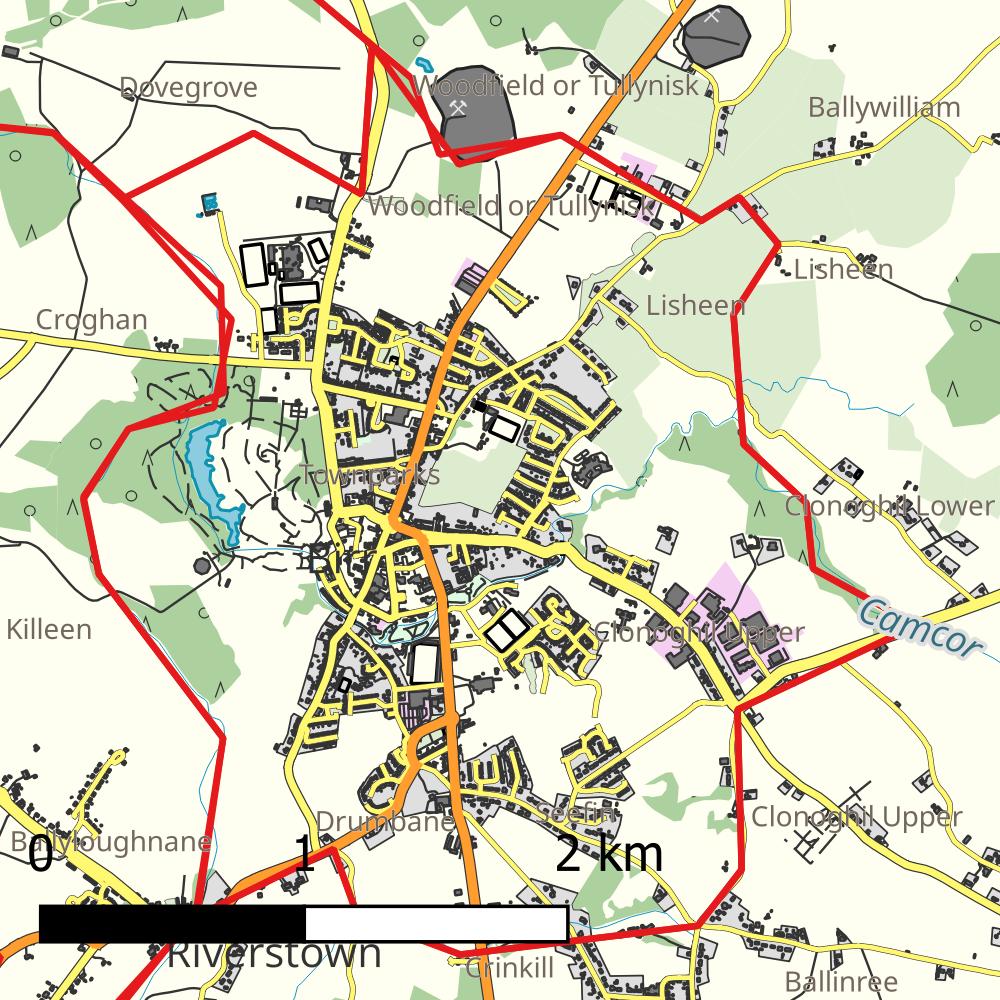 Dovegrove
Woodfield or Tullynisk
Ballywilliam
Woodfield or Tullynisk
Lisheen
Lisheen
Croghan
Townparks
Clonoghil Lower
Camcor
Killeen
Clonoghil Upper
Drumbane
Seefin
Clonoghil Upper
Ballyloughnane
0
1
2 km
Riverstown
Crinkill
Ballinree